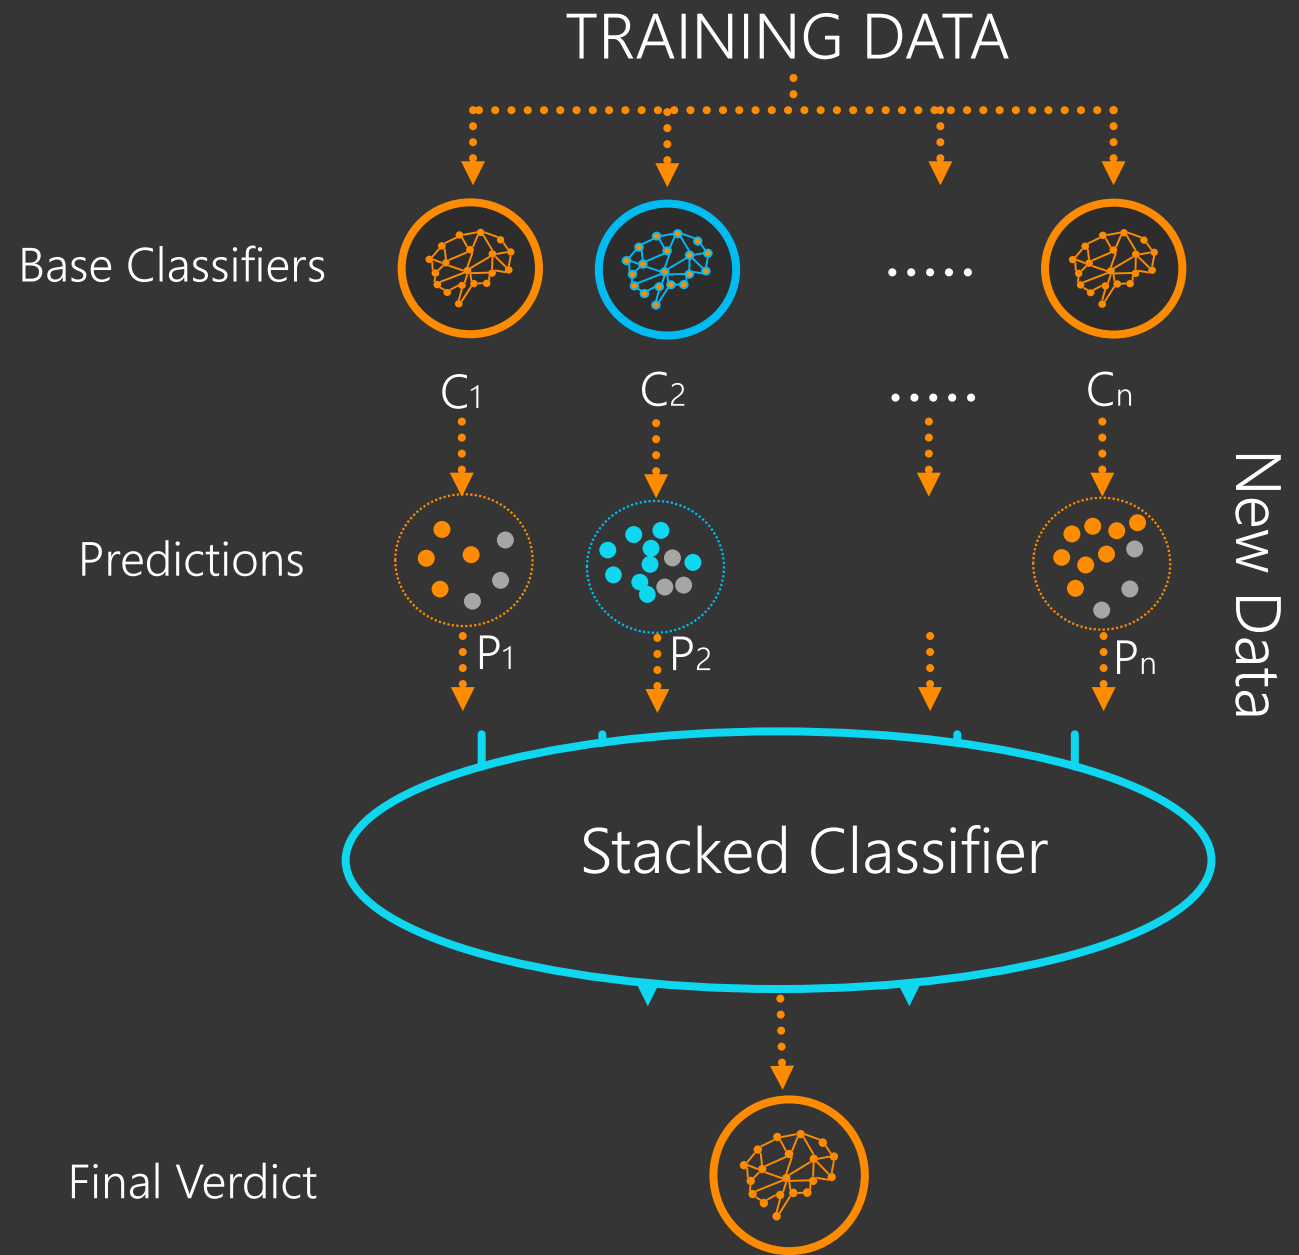 TRAINING DATA
Base Classifiers
.....
C1 C2 ..... Cn
New Data
Predictions
P1 P2 Pn
Stacked Classifier
Final Verdict